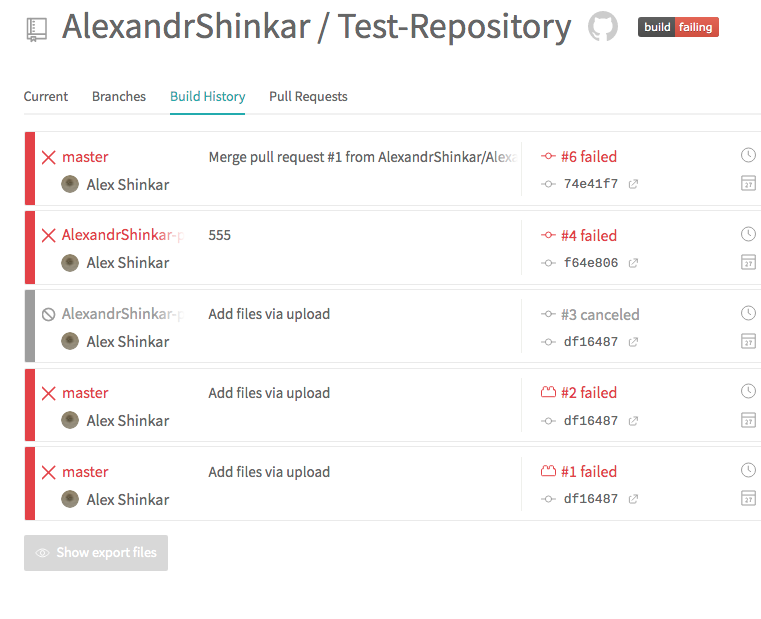 AlexandrShinkar / Test-Repository
build failing
Current Branches Build History Pull Requests
master Merge pull request #1 from AlexandrShinkar/Alexa #6 failed
Alex Shinkar 74e41f7
27
AlexandrShinkar-p 555 #4 failed
Alex Shinkar f64e806
27
AlexandrShinkar-p Add files via upload #3 canceled
Alex Shinkar df16487
27
master Add files via upload #2 failed
Alex Shinkar df16487
27
master Add files via upload #1 failed
Alex Shinkar df16487
27
Show export files